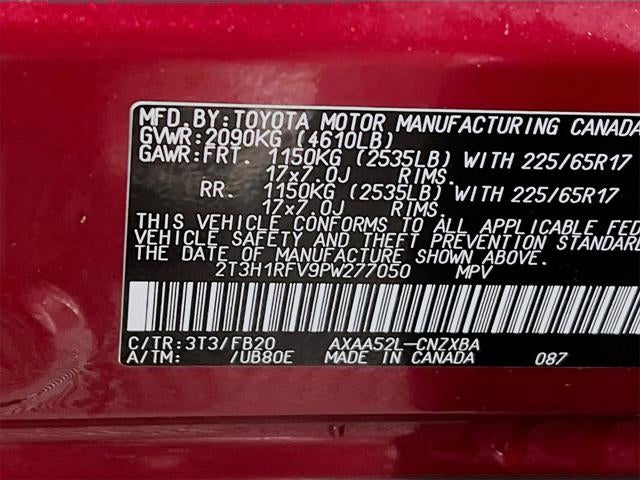 MFD.BY:TOYOTA MOTOR MANUFACTURING CANADA
GVWR:2090KG (4610LB)
GAWR:FRT. 1150KG (2535LB) WITH 225/65R17
17x7.0J RIMS.
RR. 1150KG (2535LB) WITH 225/65R17
17x7.0J RIMS.
THIS VEHICLE CONFORMS TO ALL APPLICABLE FED
VEHICLE SAFETY AND THEFT PREVENTION STANDARD
THE DATE OF MANUFACTURE SHOWN ABOVE.
2T3H1RFV9PW277050 MPV
C/TR:3T3/FB20 AXAA52L-CNZXBA
A/TM: /UB80E MADE IN CANADA 087